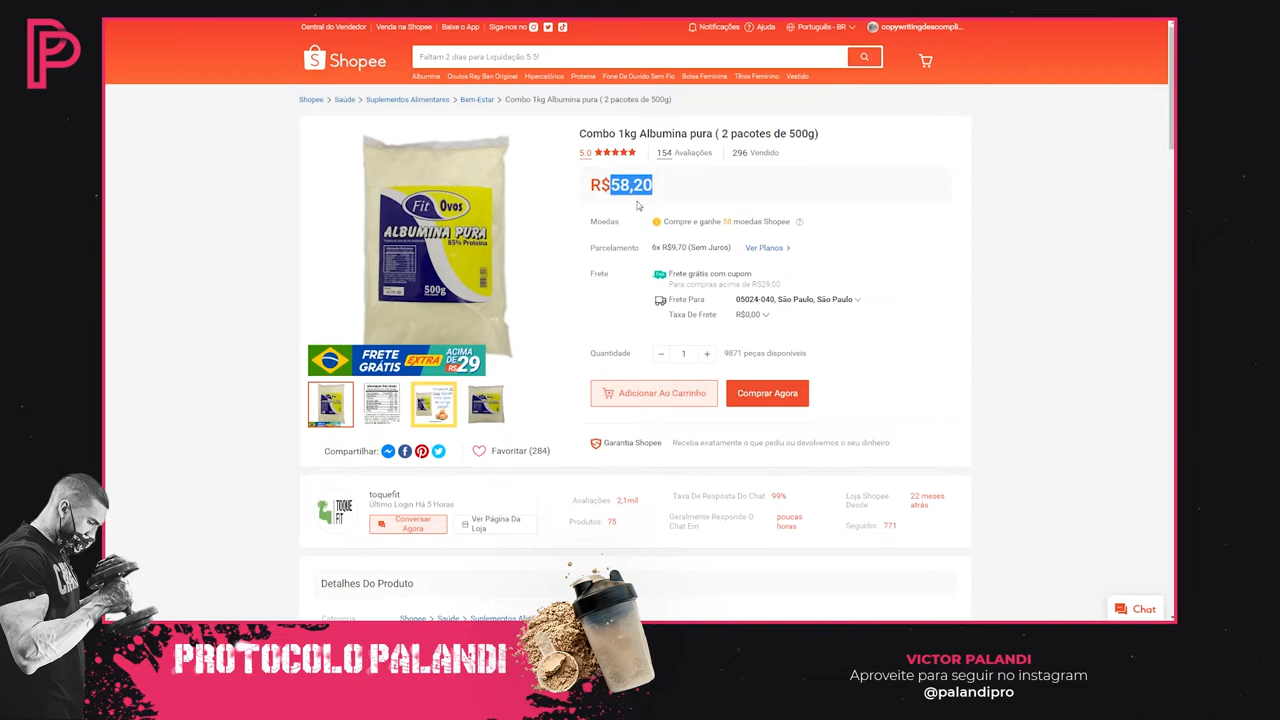 Central do Vendedor Venda na Shopee Baixe o App Siga-nos no
Notificações Ajuda Português - BR copywritingdescompli...
Shopee
Faltam 2 dias para Liquidação 5.5!
Albumina Oculos Ray Ban Original Hipercalórico Proteina Fone De Ouvido Sem Fio Bolsa Feminina Tênis Feminino Vestido
Shopee > Saúde > Suplementos Alimentares > Bem-Estar > Combo 1kg Albumina pura ( 2 pacotes de 500g)
Combo 1kg Albumina pura ( 2 pacotes de 500g)
5.0 154 Avaliações 296 Vendido
R$58,20
Moedas Compre e ganhe 58 moedas Shopee
Parcelamento 6x R$9,70 (Sem Juros) Ver Planos >
Frete Frete grátis com cupom
Para compras acima de R$29,00
Frete Para 05024-040, São Paulo, São Paulo
Taxa De Frete R$0,00
Quantidade 1 9871 peças disponíveis
Adicionar Ao Carrinho Comprar Agora
Fit Ovos
ALBUMINA PURA
85% Proteina
500g
FRETE GRÁTIS EXTRA ACIMA DE R$29
Compartilhar: Favoritar (284)
Garantia Shopee Receba exatamente o que pediu ou devolvemos o seu dinheiro
TOQUE FIT
toquefit
Último Login Há 5 Horas
Conversar Agora
Ver Página Da Loja
Avaliações 2,1mil
Produtos 75
Taxa De Resposta Do Chat 99%
Geralmente Responde O Chat Em poucas horas
Loja Shopee Desde 22 meses atrás
Seguidor 771
Detalhes Do Produto
Categoria Shopee > Saúde > Suplementos
Chat
PROTOCOLO PALANDI
VICTOR PALANDI
Aproveite para seguir no instagram
@palandipro